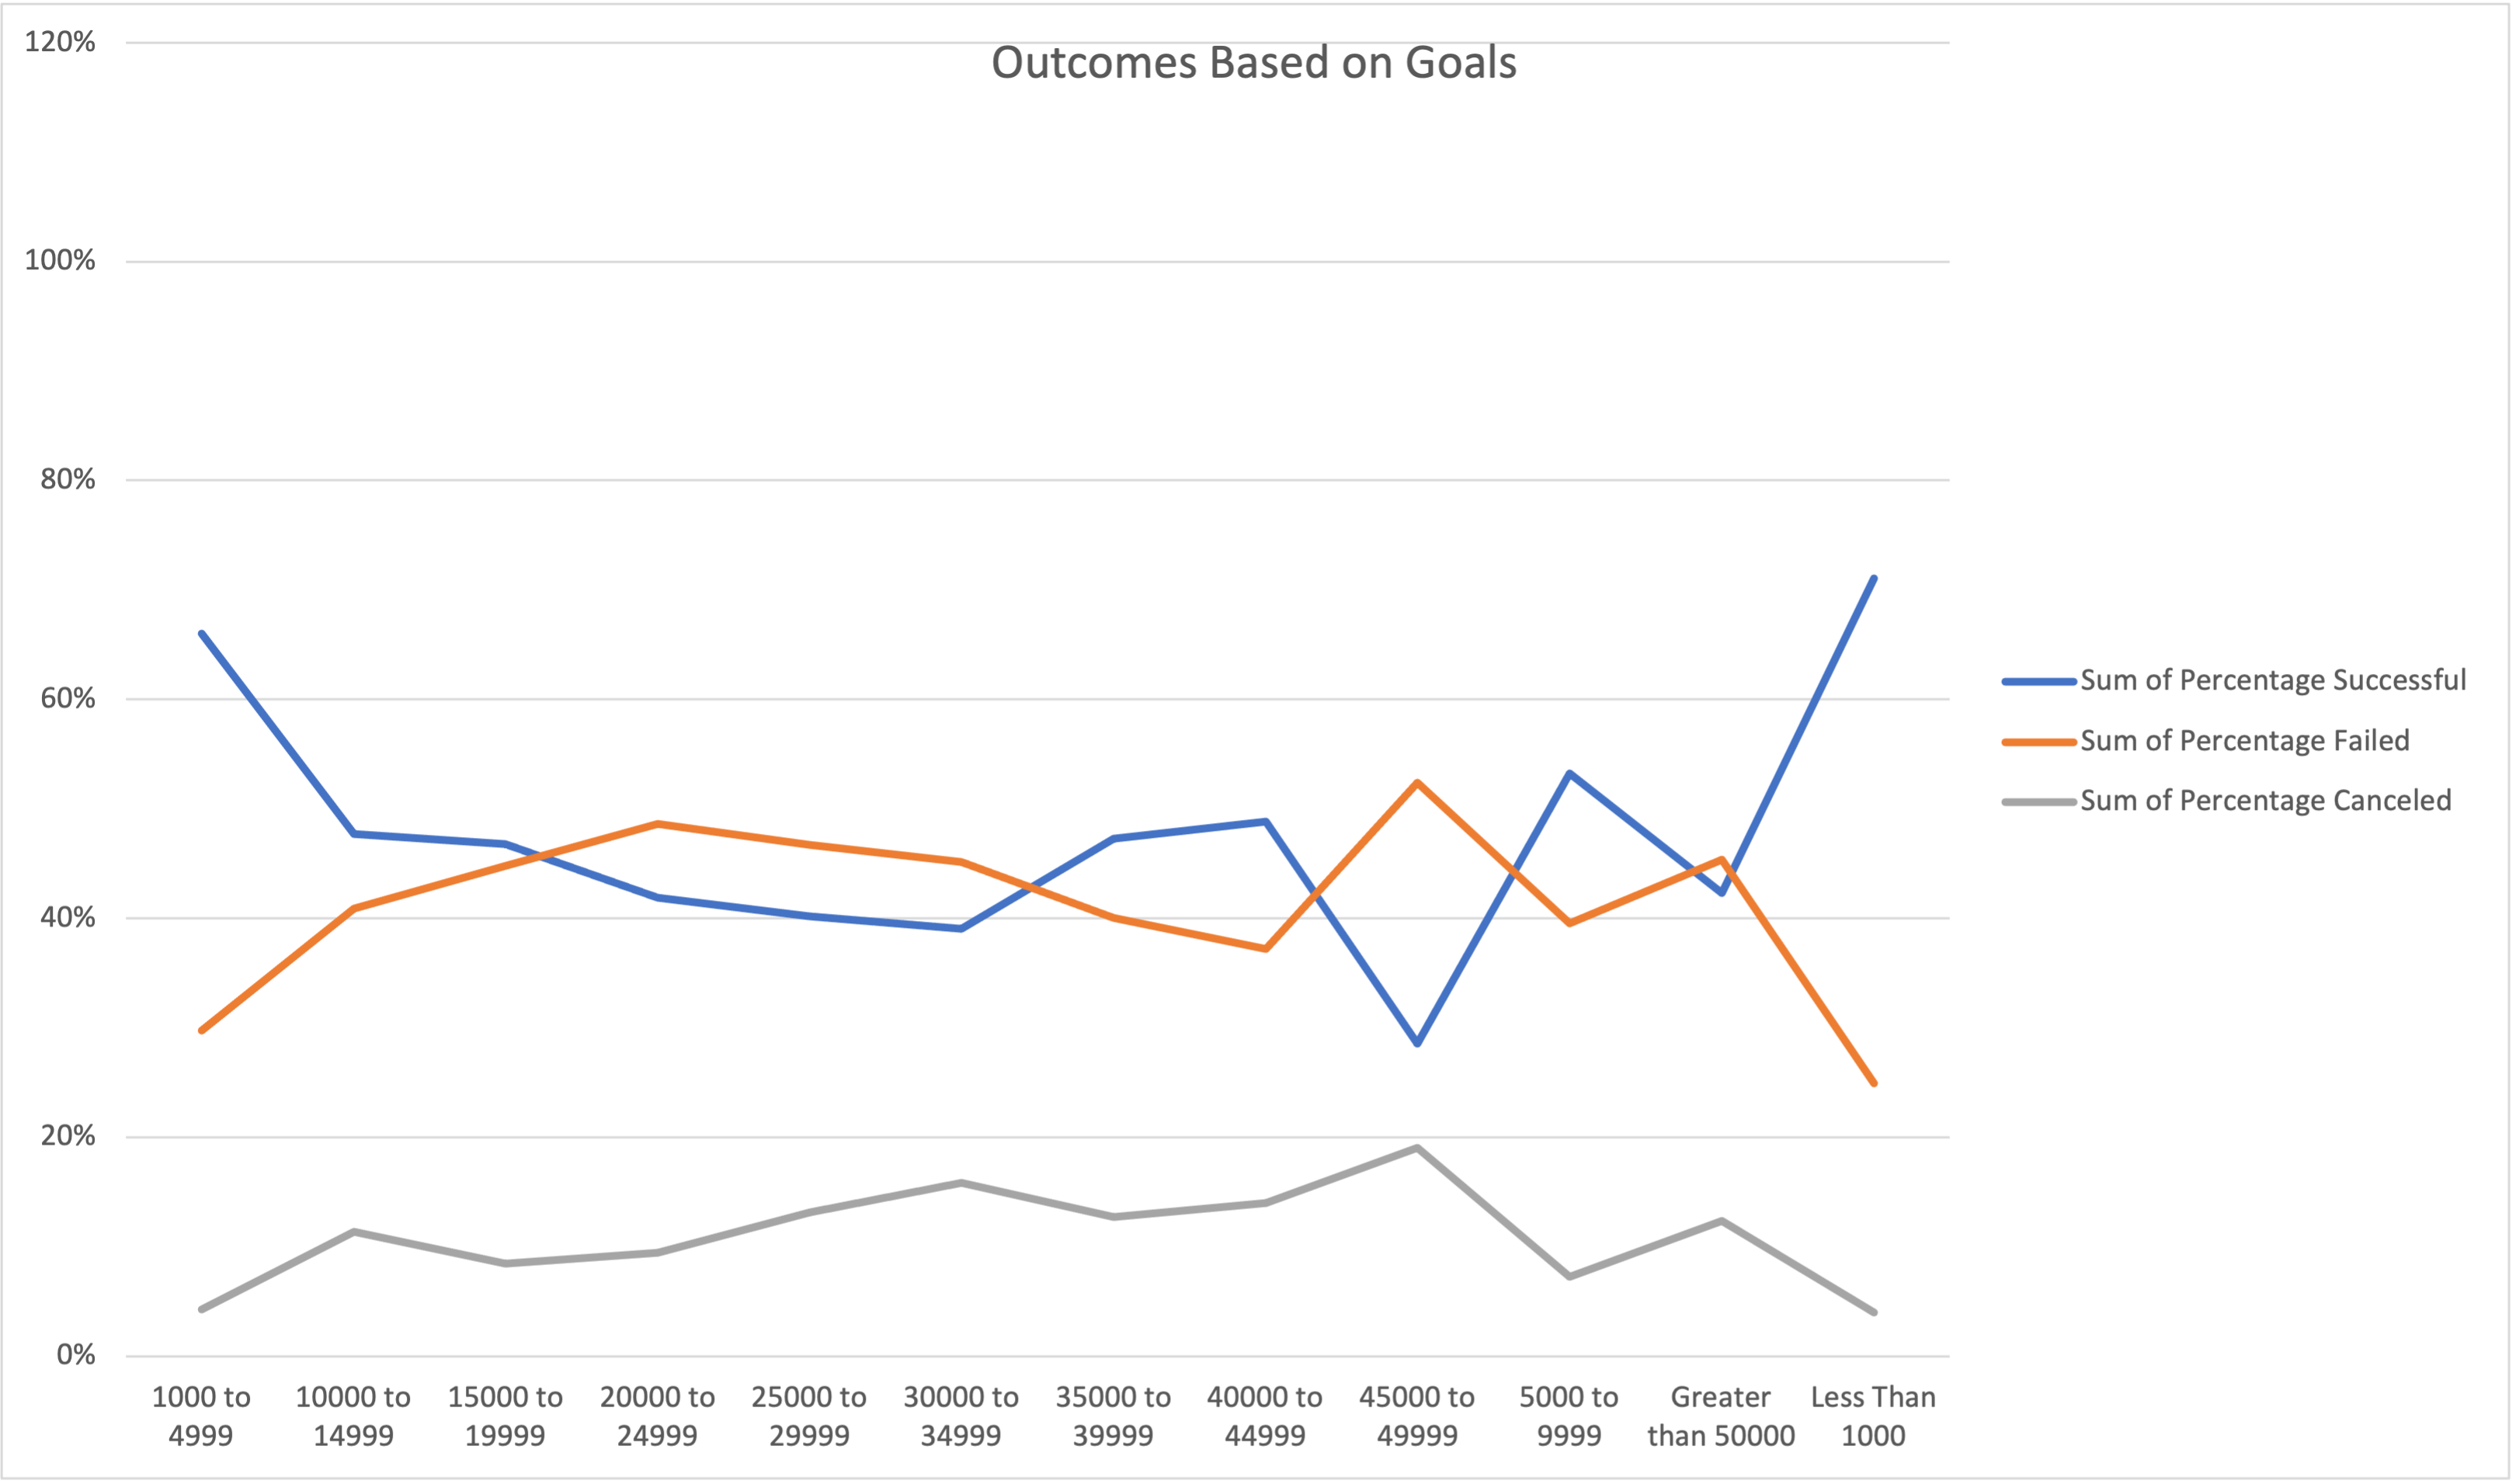 Outcomes Based on Goals
120%
100%
80%
60%
40%
20%
0%
1000 to
4999
10000 to
14999
15000 to
19999
20000 to
24999
25000 to
29999
30000 to
34999
35000 to
39999
40000 to
44999
45000 to
49999
5000 to
9999
Greater
than 50000
Less Than
1000
Sum of Percentage Successful
Sum of Percentage Failed
Sum of Percentage Canceled